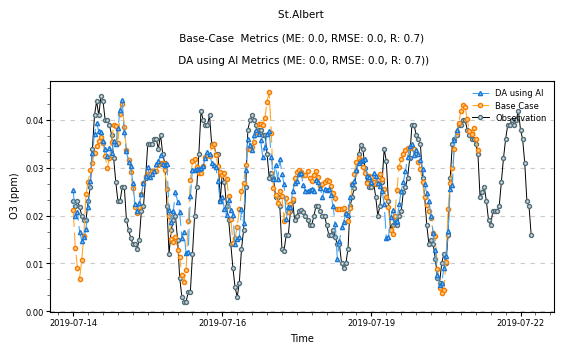 St.Albert
Base-Case Metrics (ME: 0.0, RMSE: 0.0, R: 0.7)
DA using AI Metrics (ME: 0.0, RMSE: 0.0, R: 0.7))
DA using AI
Base Case
Observation
O3 (ppm)
0.04
0.03
0.02
0.01
0.00
2019-07-14
2019-07-16
2019-07-19
2019-07-22
Time